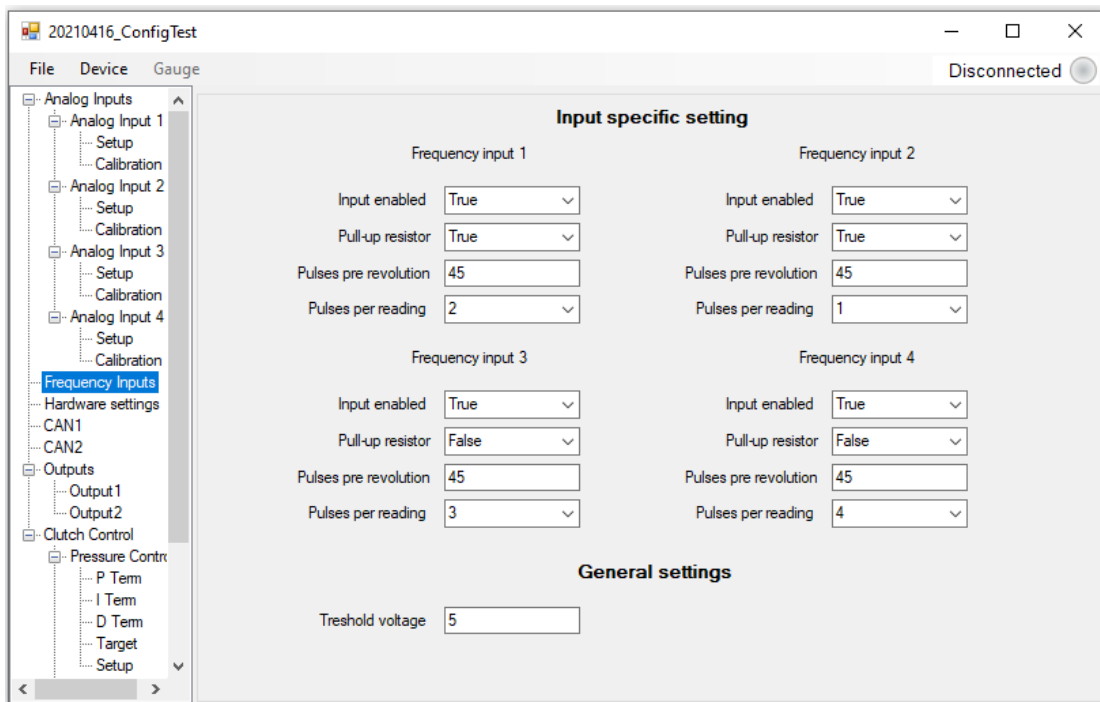 20210416_ConfigTest
File Device Gauge
Disconnected
Analog Inputs
Analog Input 1
Setup
Calibration
Analog Input 2
Setup
Calibration
Analog Input 3
Setup
Calibration
Analog Input 4
Setup
Calibration
Frequency Inputs
Hardware settings
CAN1
CAN2
Outputs
Output1
Output2
Clutch Control
Pressure Contro
P Term
I Term
D Term
Target
Setup
Input specific setting
Frequency input 1
Input enabled True
Pull-up resistor True
Pulses pre revolution 45
Pulses per reading 2
Frequency input 2
Input enabled True
Pull-up resistor True
Pulses pre revolution 45
Pulses per reading 1
Frequency input 3
Input enabled True
Pull-up resistor False
Pulses pre revolution 45
Pulses per reading 3
Frequency input 4
Input enabled True
Pull-up resistor False
Pulses pre revolution 45
Pulses per reading 4
General settings
Treshold voltage 5